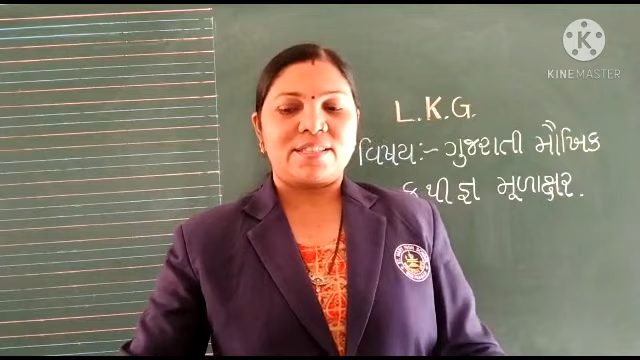 KINEMASTER
L.K.G.
વિષય:- ગુજરાતી મૌખિક
પી જ્ઞ મૂળાક્ષર.